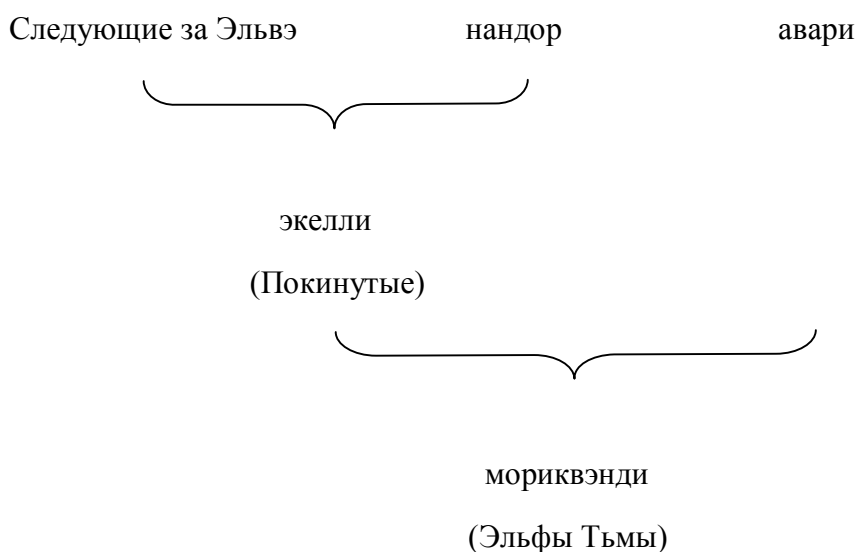 Следующие за Эльвэ нандор авари
экелли
(Покинутые)
мориквэнди
(Эльфы Тьмы)